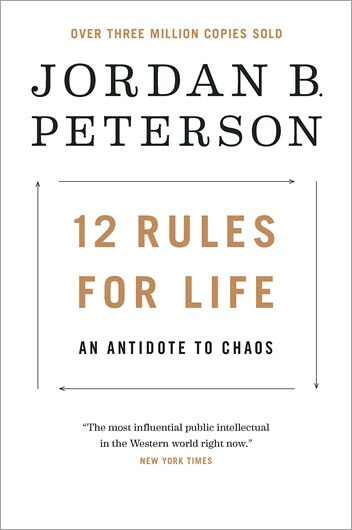 OVER THREE MILLION COPIES SOLD
JORDAN B.
PETERSON
12 RULES
FOR LIFE
AN ANTIDOTE TO CHAOS
“The most influential public intellectual
in the Western world right now.”
NEW YORK TIMES